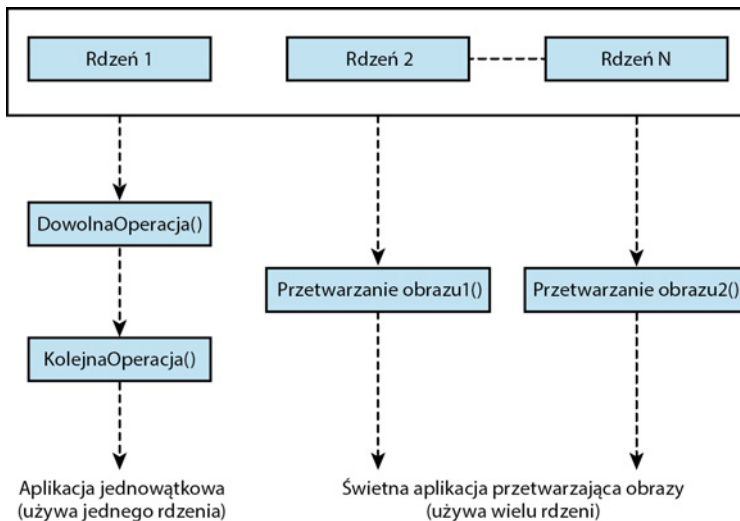 Rdzeń 1
Rdzeń 2
Rdzeń N
DowolnaOperacja()
Przetwarzanie obrazu1()
Przetwarzanie obrazu2()
KolejnaOperacja()
Aplikacja jednowątkowa
(używa jednego rdzenia)
Świetna aplikacja przetwarzająca obrazy
(używa wielu rdzeni)